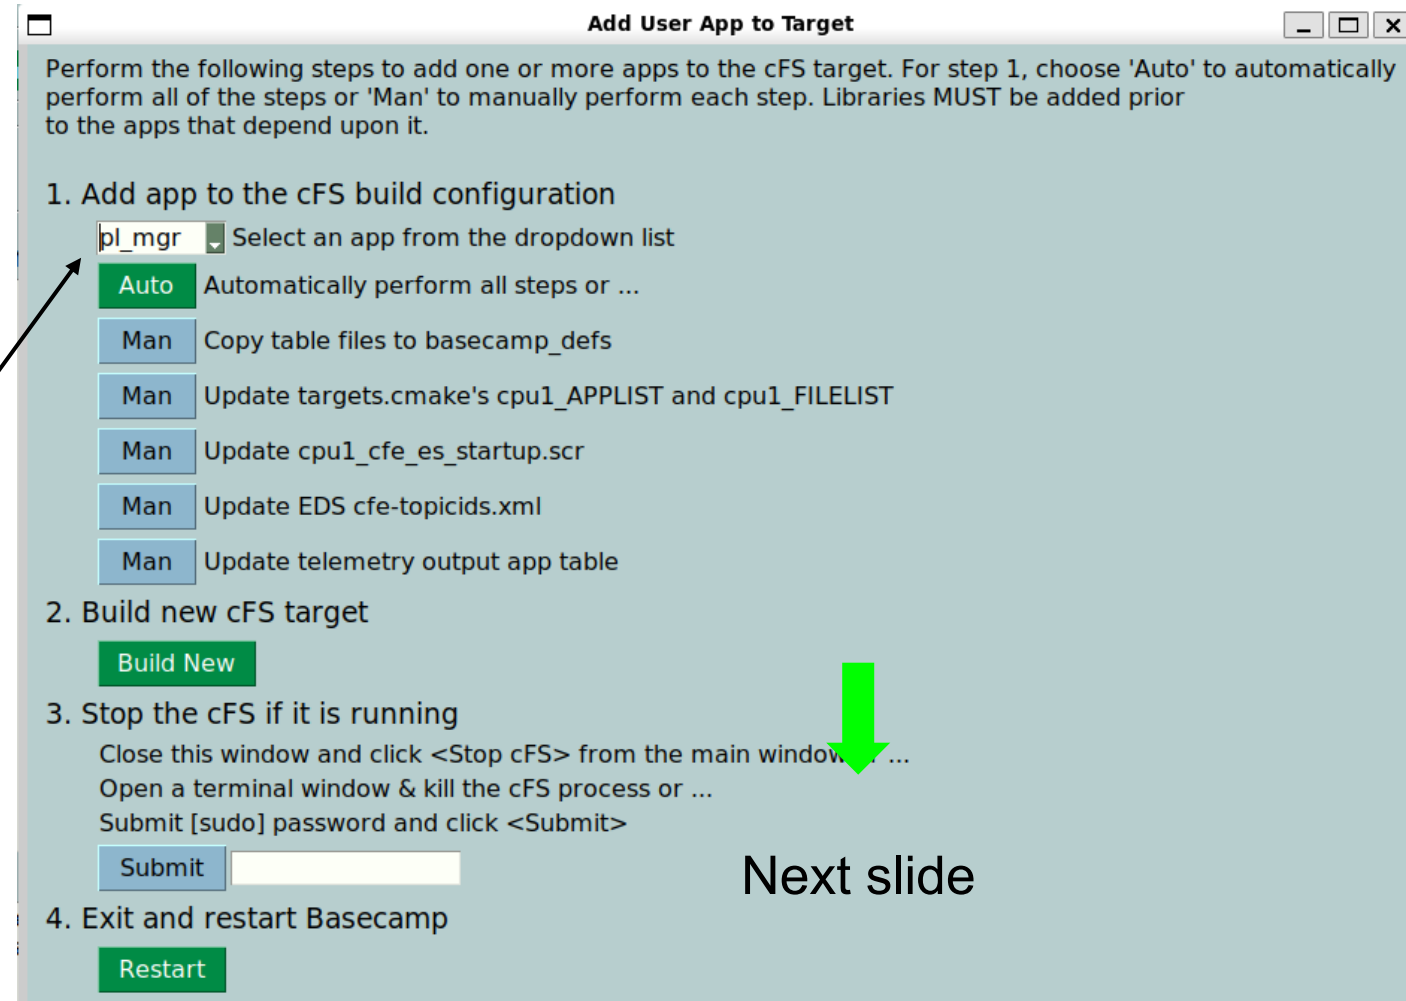 Add User App to Target
Perform the following steps to add one or more apps to the cFS target. For step 1, choose 'Auto' to automatically
perform all of the steps or 'Man' to manually perform each step. Libraries MUST be added prior
to the apps that depend upon it.
1. Add app to the cFS build configuration
pl_mgr Select an app from the dropdown list
Auto Automatically perform all steps or ...
Man Copy table files to basecamp_defs
Man Update targets.cmake's cpu1_APPLIST and cpu1_FILELIST
Man Update cpu1_cfe_es_startup.scr
Man Update EDS cfe-topicids.xml
Man Update telemetry output app table
2. Build new cFS target
Build New
3. Stop the cFS if it is running
Close this window and click <Stop cFS> from the main window ...
Open a terminal window & kill the cFS process or ...
Submit [sudo] password and click <Submit>
Submit
Next slide
4. Exit and restart Basecamp
Restart